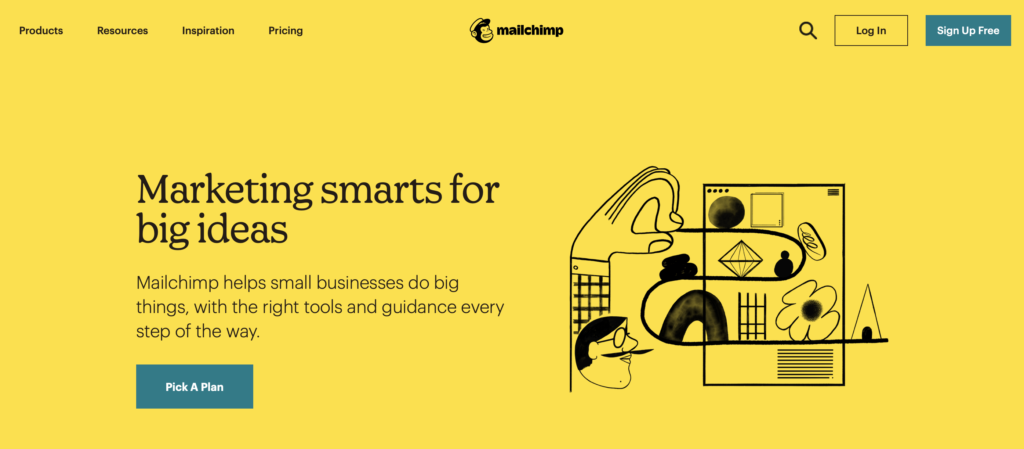 Products Resources Inspiration Pricing mailchimp Log In Sign Up Free
Marketing smarts for
big ideas
Mailchimp helps small businesses do big
things, with the right tools and guidance every
step of the way.
Pick A Plan